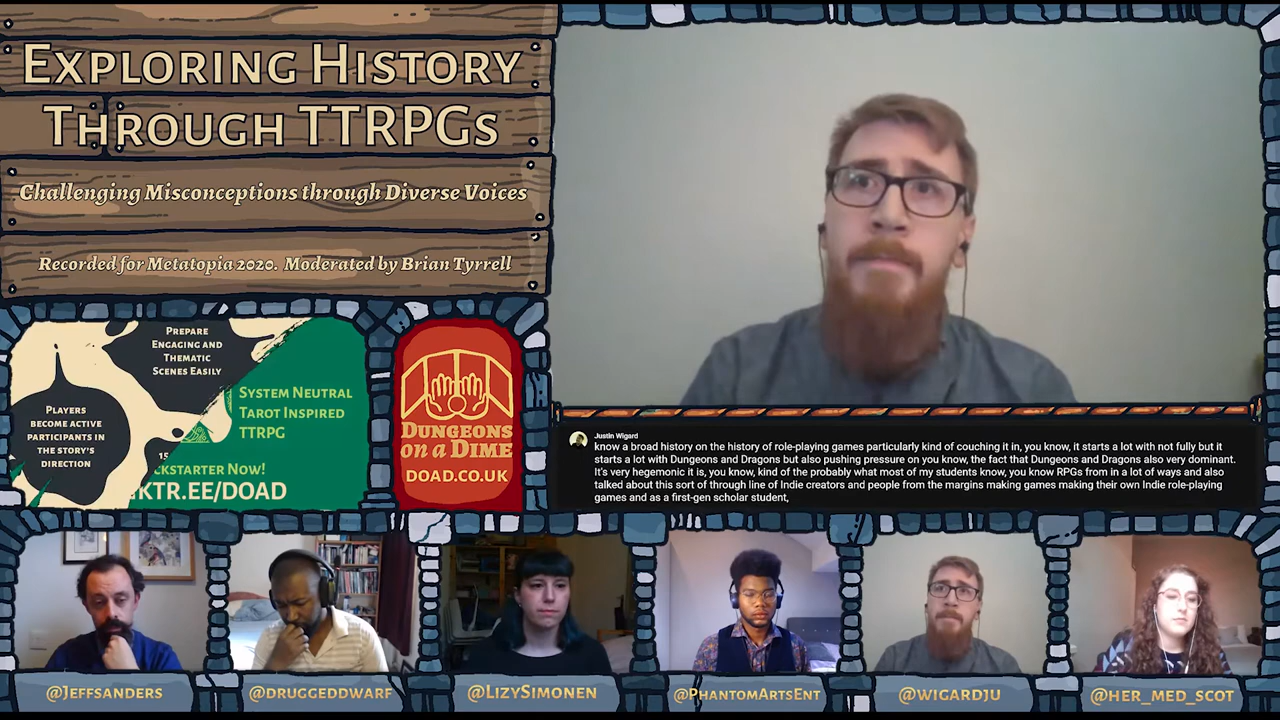 Exploring History
Through TTRPGs
Challenging Misconceptions through Diverse Voices
Recorded for Metatopia 2020. Moderated by Brian Tyrrell
Prepare
engaging and
thematic
scenes easily
Players
become active
participants in
the story's
direction
System Neutral
Tarot Inspired
TTRPG
15
ckstarter Now!
ktr.ee/DOAD
Dungeons
on a Dime
doad.co.uk
Justin Wigard
know a broad history on the history of role-playing games particularly kind of couching it in, you know, it starts a lot with not fully but it
starts a lot with Dungeons and Dragons but also pushing pressure on you know, the fact that Dungeons and Dragons also very dominant.
It's very hegemonic it is, you know, kind of the probably what most of my students know, you know RPGs from in a lot of ways and also
talked about this sort of through line of Indie creators and people from the margins making games making their own Indie role-playing
games and as a first-gen scholar student,
@Jeffsanders
@druggeddwarf
@LizySimonen
@PhantomArtsEnt
@wigardju
@her_med_scot